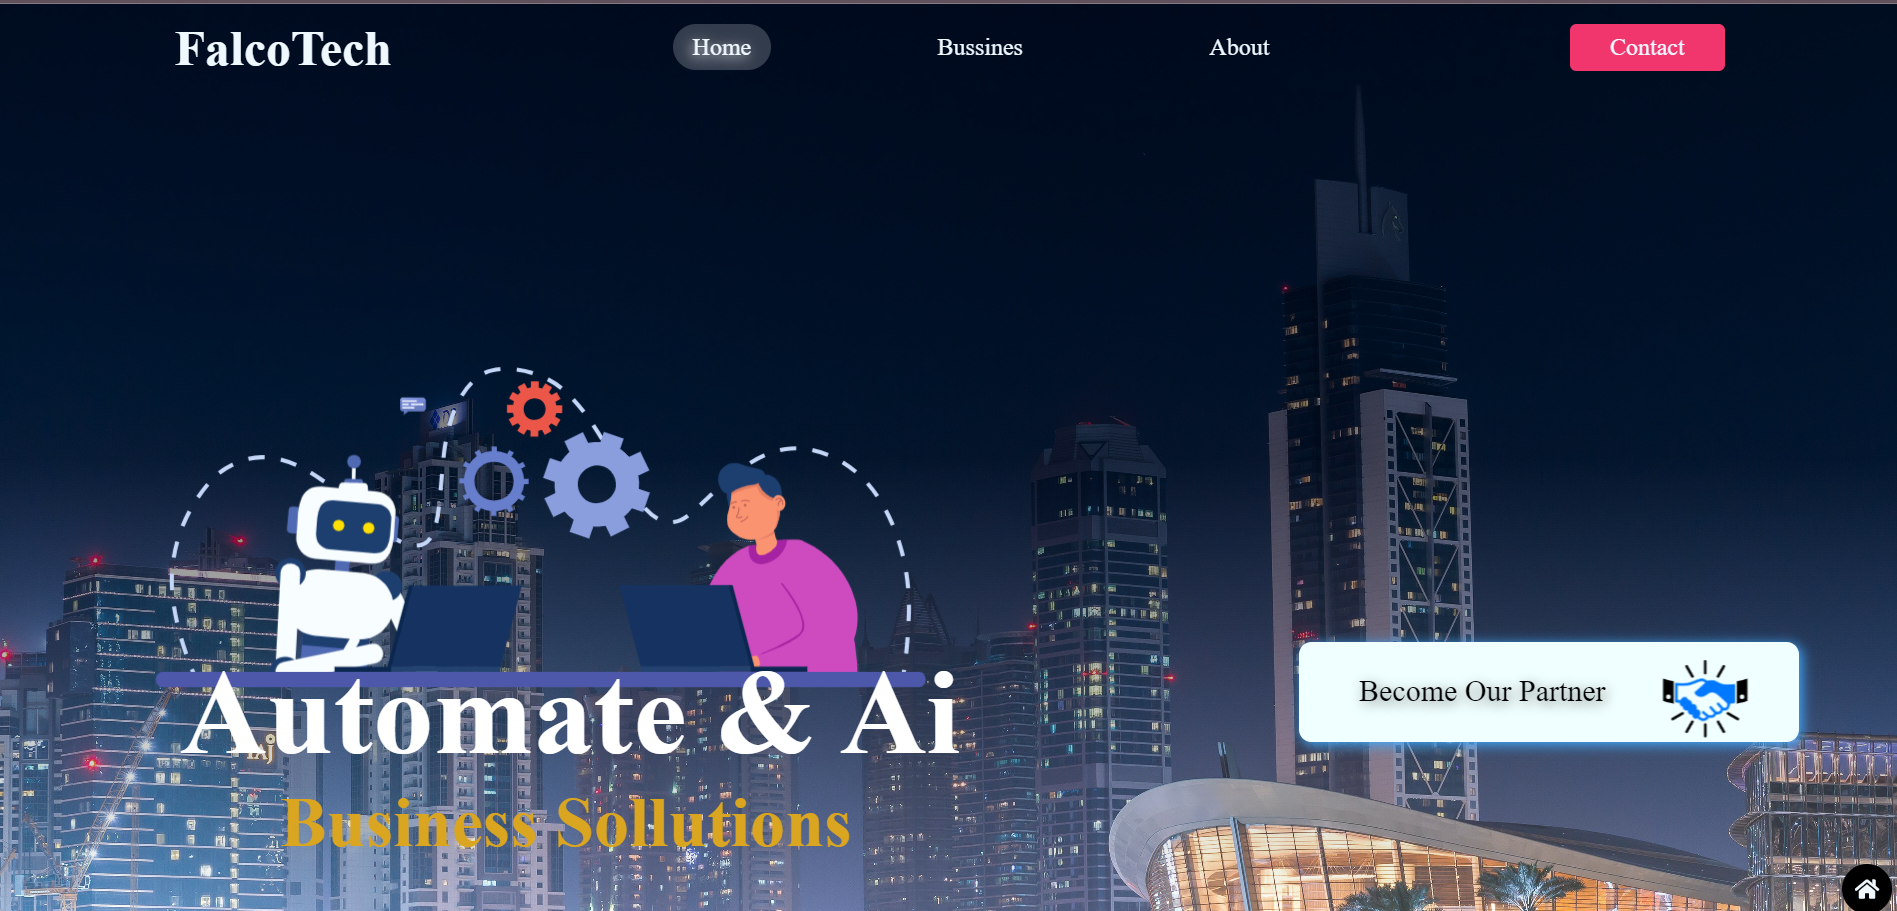 FalcoTech
Home
Bussines
About
Contact
Become Our Partner
Automate & Ai
Business Sollutions